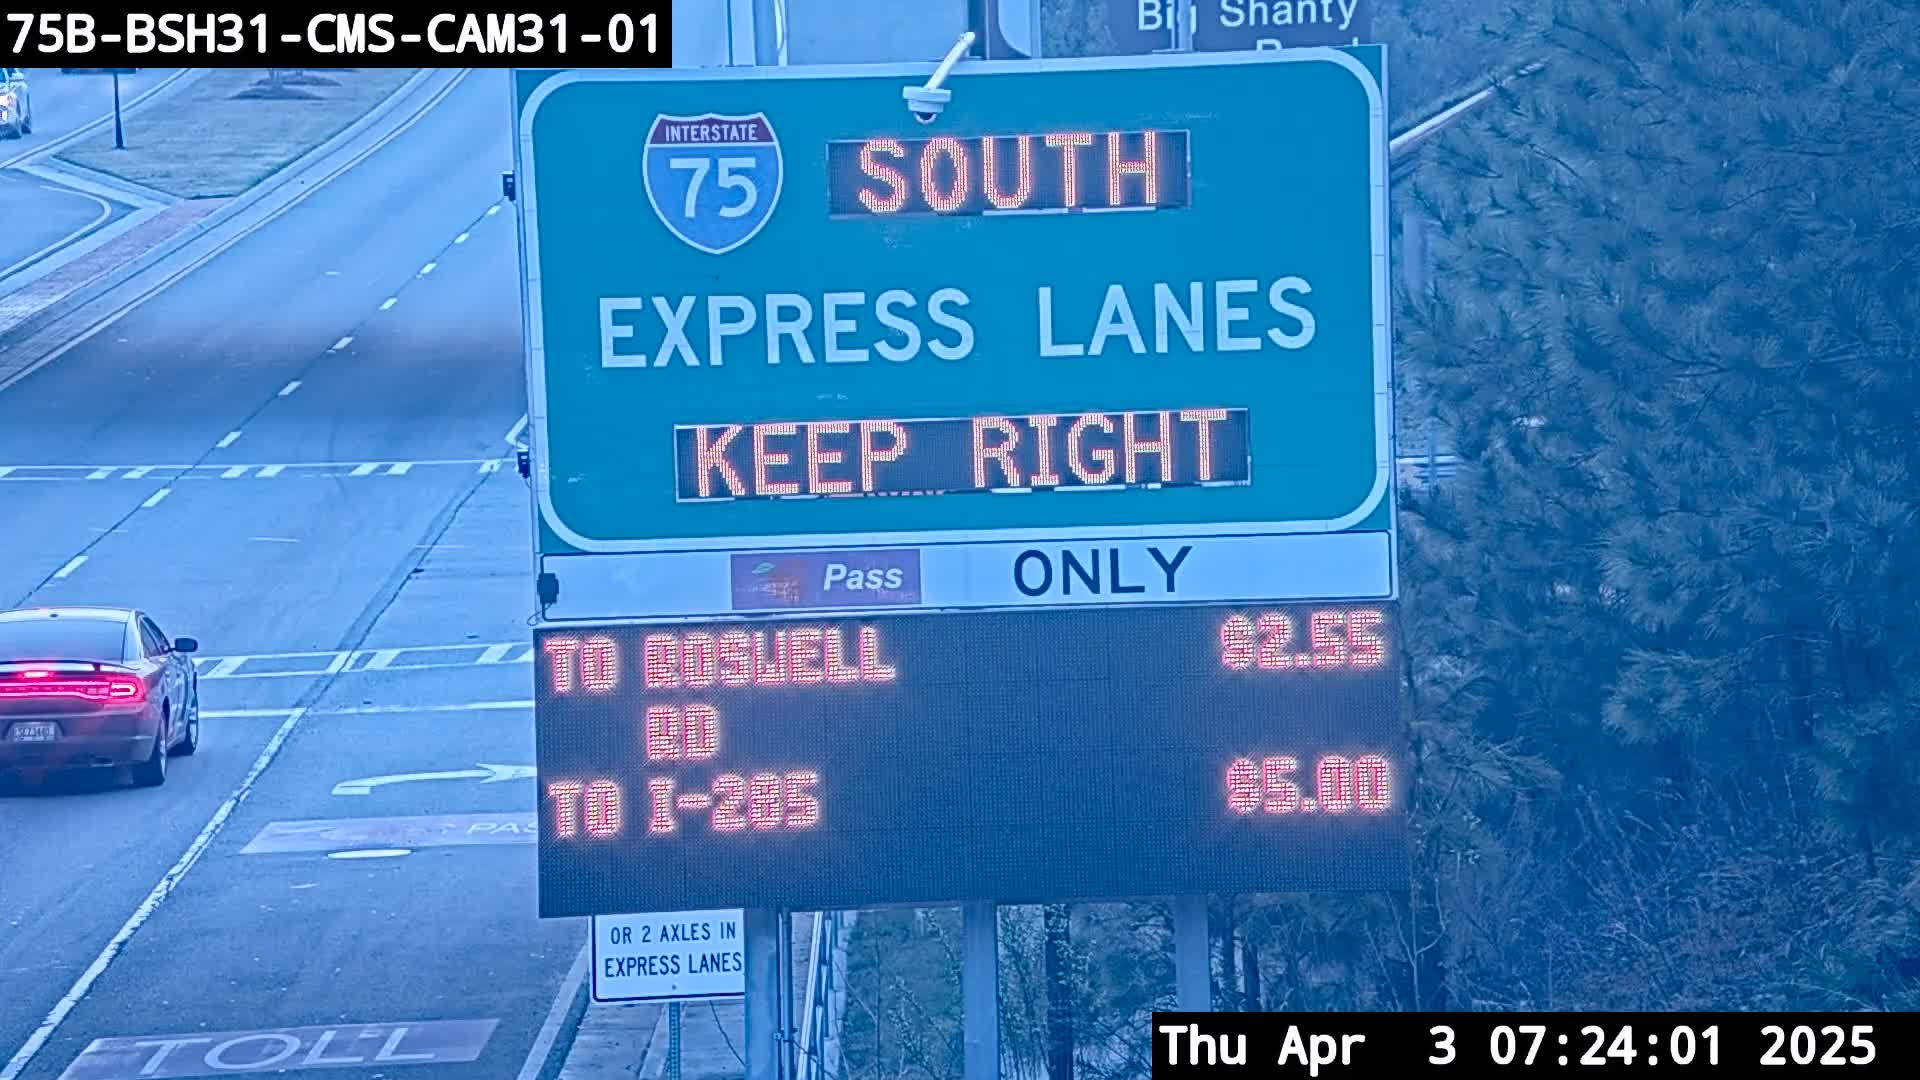 75B-BSH31-CMS-CAM31-01
Big Shanty
INTERSTATE
75
SOUTH
EXPRESS LANES
KEEP RIGHT
Pass
ONLY
TO ROSWELL $2.55
RD
TO I-285 $5.00
OR 2 AXLES IN
EXPRESS LANES
TOLL
Thu Apr 3 07:24:01 2025